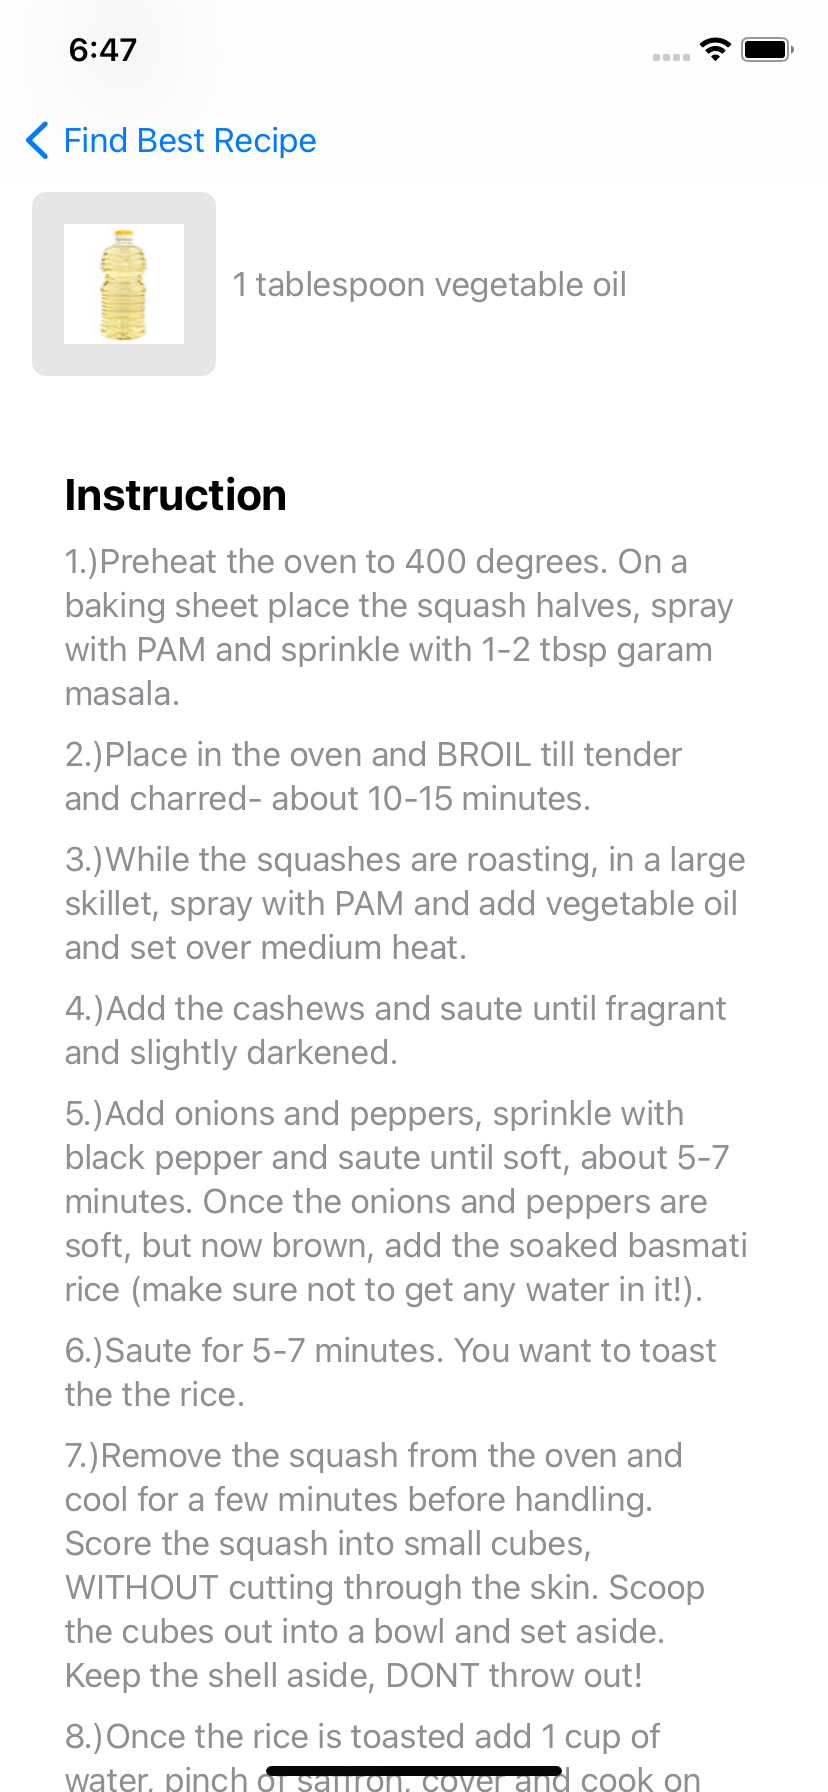 6:47
Find Best Recipe
1 tablespoon vegetable oil
Instruction
1.)Preheat the oven to 400 degrees. On a
baking sheet place the squash halves, spray
with PAM and sprinkle with 1-2 tbsp garam
masala.
2.)Place in the oven and BROIL till tender
and charred- about 10-15 minutes.
3.)While the squashes are roasting, in a large
skillet, spray with PAM and add vegetable oil
and set over medium heat.
4.)Add the cashews and saute until fragrant
and slightly darkened.
5.)Add onions and peppers, sprinkle with
black pepper and saute until soft, about 5-7
minutes. Once the onions and peppers are
soft, but now brown, add the soaked basmati
rice (make sure not to get any water in it!).
6.)Saute for 5-7 minutes. You want to toast
the the rice.
7.)Remove the squash from the oven and
cool for a few minutes before handling.
Score the squash into small cubes,
WITHOUT cutting through the skin. Scoop
the cubes out into a bowl and set aside.
Keep the shell aside, DONT throw out!
8.)Once the rice is toasted add 1 cup of
water, pinch of saffron, cover and cook on